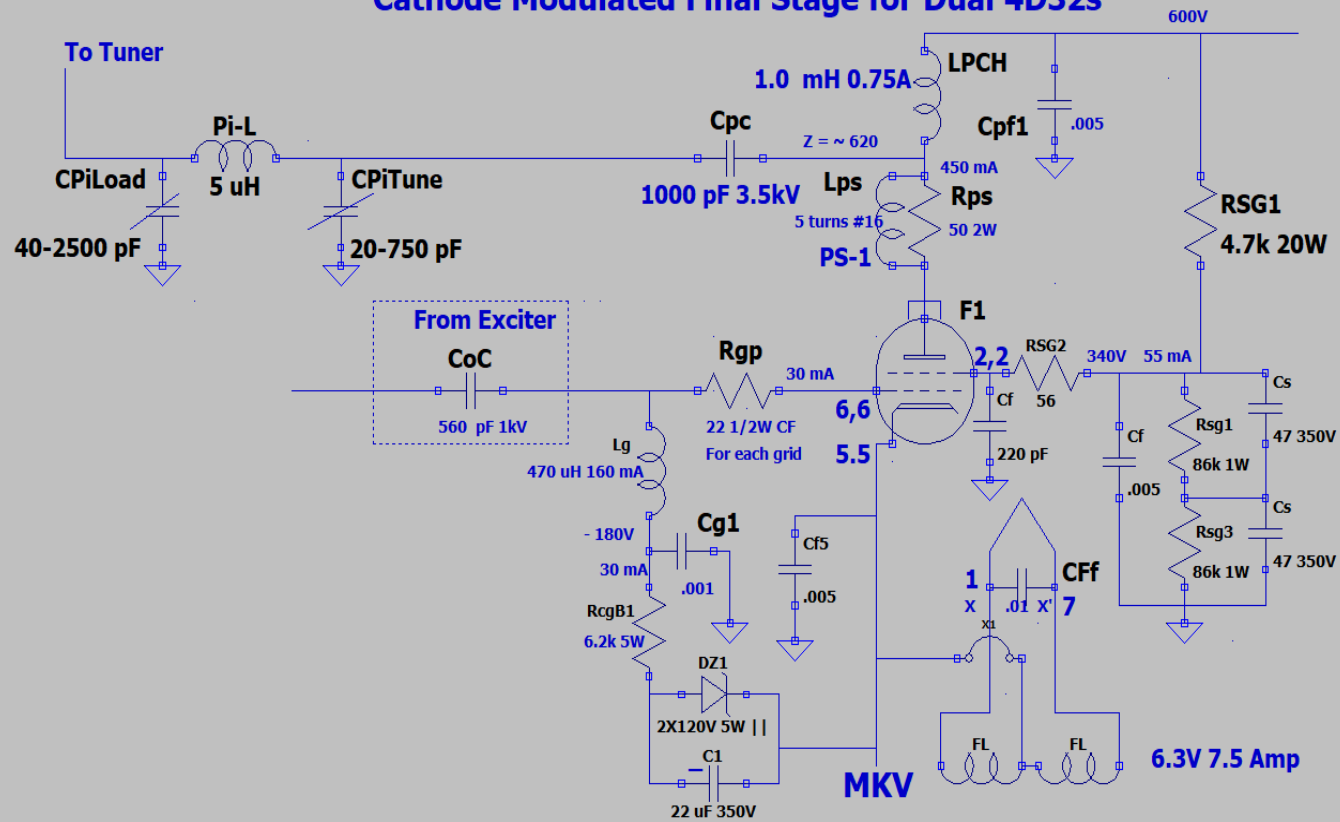 Cathode Modulated Final Stage for Dual 4D32s
600V
To Tuner
LPCH
1.0 mH 0.75A
Cpf1
.005
Pi-L
5 uH
Cpc
1000 pF 3.5kV
Z = ~ 620
CPiLoad
40-2500 pF
CPiTune
20-750 pF
450 mA
Lps
Rps
5 turns #16
50 2W
PS-1
RSG1
4.7k 20W
From Exciter
CoC
560 pF 1kV
Rgp
30 mA
22 1/2W CF
For each grid
F1
2,2
6,6
5.5
RSG2
56
340V
55 mA
Cf
220 pF
Cf
.005
Rsg1
86k 1W
Cs
47 350V
Rsg3
86k 1W
Cs
47 350V
Lg
470 uH 160 mA
- 180V
30 mA
Cg1
.001
Cf5
.005
RcgB1
6.2k 5W
DZ1
2X120V 5W ||
C1
22 uF 350V
MKV
1
X
CFf
.01
X'
7
X1
FL
FL
6.3V 7.5 Amp